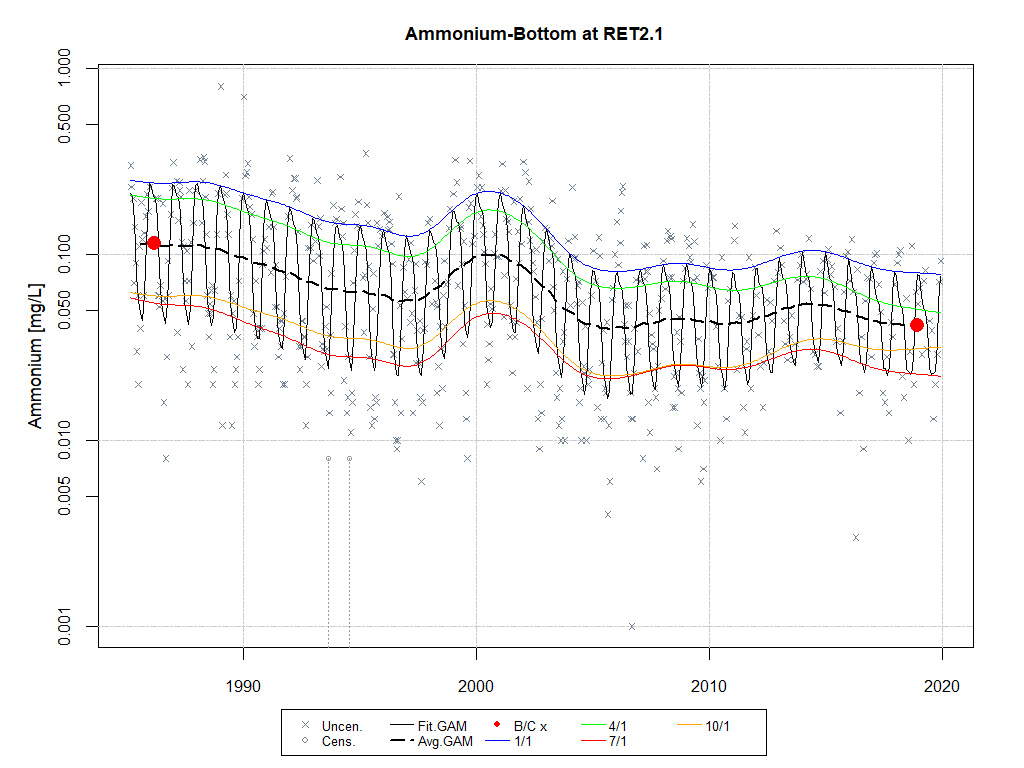 Ammonium-Bottom at RET2.1
1.000
0.500
0.100
0.050
0.010
0.005
0.001
Ammonium [mg/L]
1990 2000 2010 2020
Uncen. Fit.GAM B/C x 4/1 10/1
Cens. Avg.GAM 1/1 7/1